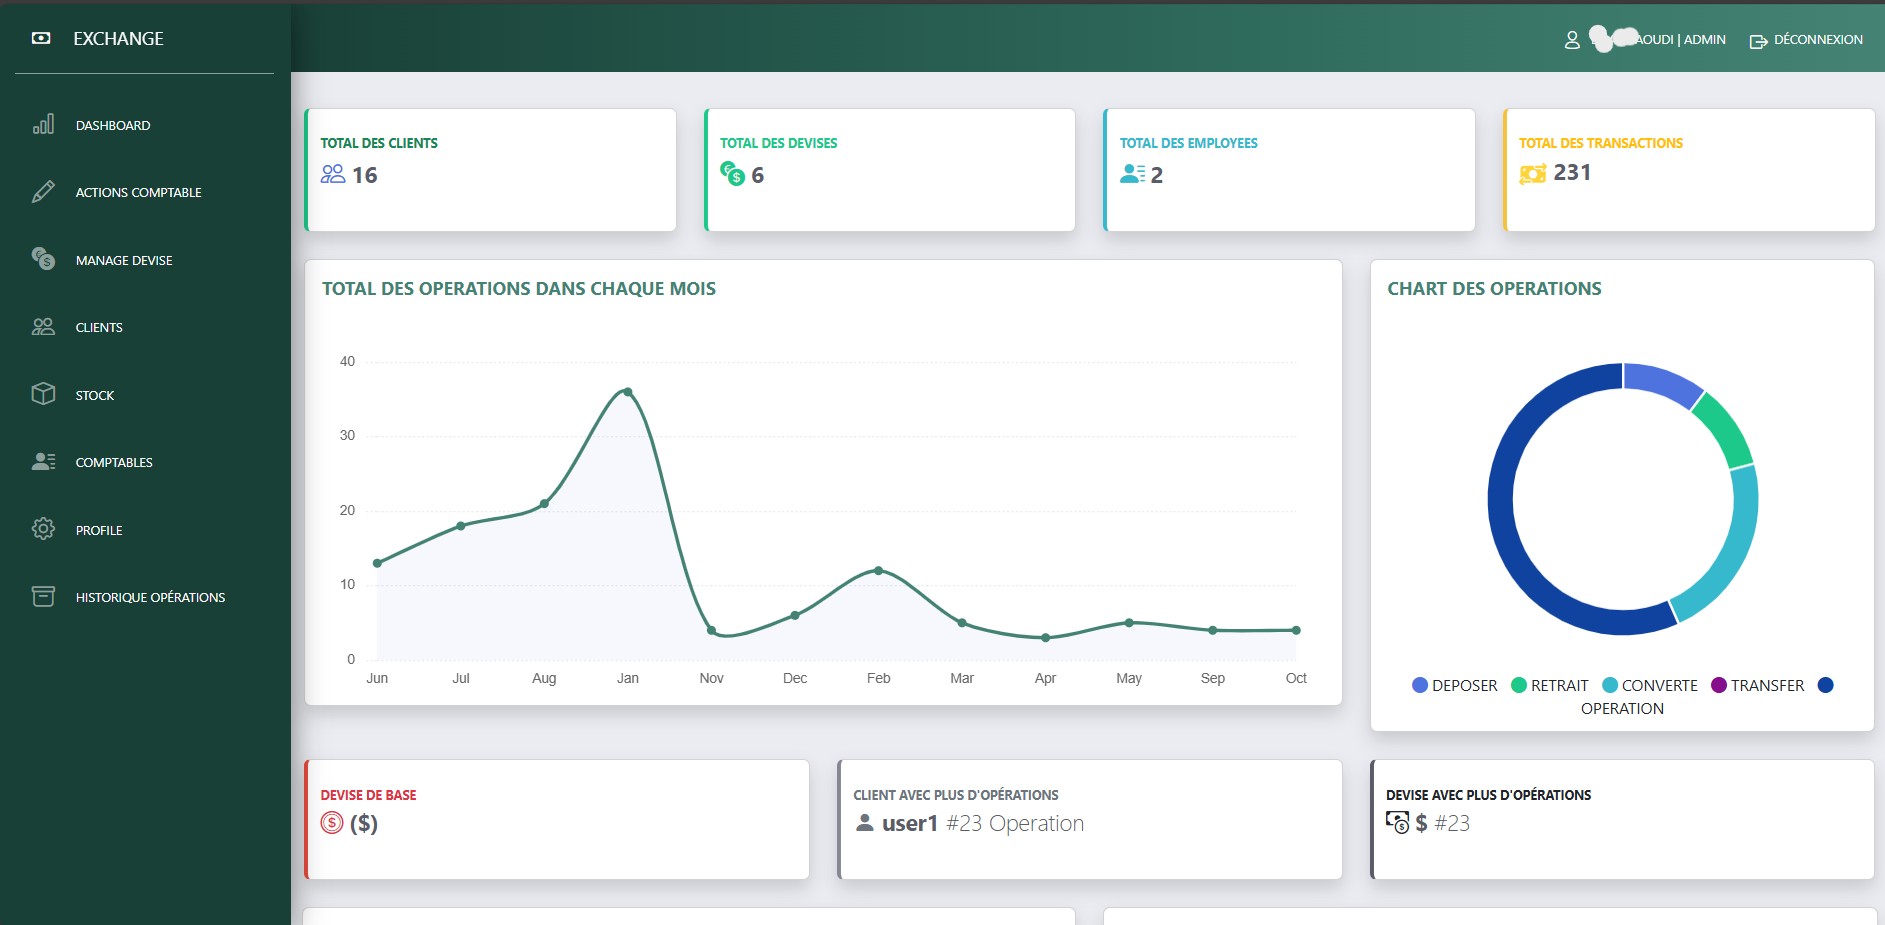 EXCHANGE
AOUDI | ADMIN
DÉCONNEXION
DASHBOARD
ACTIONS COMPTABLE
MANAGE DEVISE
CLIENTS
STOCK
COMPTABLES
PROFILE
HISTORIQUE OPÉRATIONS
TOTAL DES CLIENTS
16
TOTAL DES DEVISES
6
TOTAL DES EMPLOYEES
2
TOTAL DES TRANSACTIONS
231
TOTAL DES OPERATIONS DANS CHAQUE MOIS
40
30
20
10
0
Jun Jul Aug Jan Nov Dec Feb Mar Apr May Sep Oct
CHART DES OPERATIONS
DEPOSER RETRAIT CONVERTE TRANSFER
OPERATION
DEVISE DE BASE
($)
CLIENT AVEC PLUS D'OPÉRATIONS
user1 #23 Operation
DEVISE AVEC PLUS D'OPÉRATIONS
$ #23